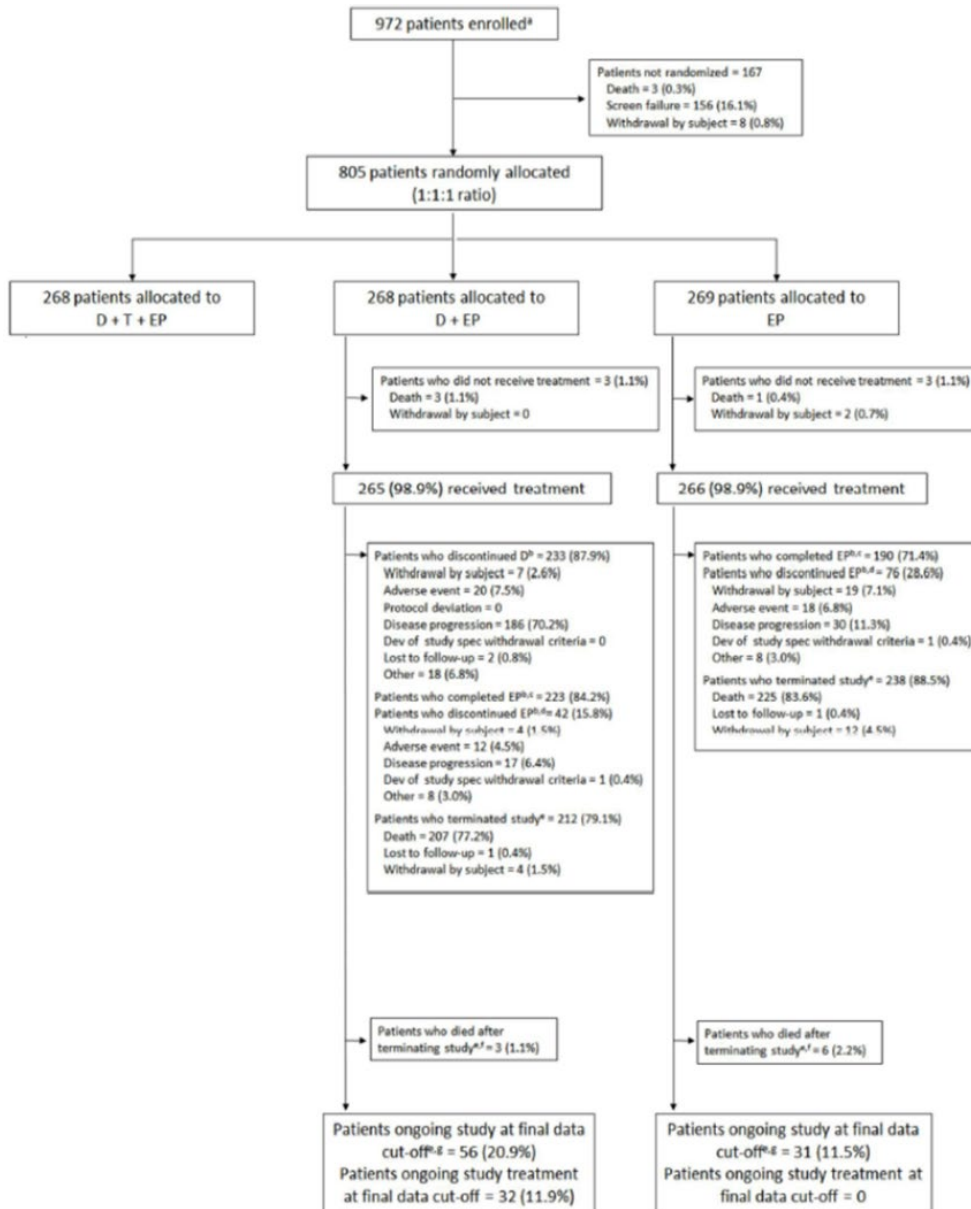 972 patients enrolledª
Patients not randomized = 167
Death = 3 (0.3%)
Screen failure = 156 (16.1%)
Withdrawal by subject = 8 (0.8%)
805 patients randomly allocated
(1:1:1 ratio)
268 patients allocated to
D + T + EP
268 patients allocated to
D + EP
269 patients allocated to
EP
Patients who did not receive treatment = 3 (1.1%)
Death = 3 (1.1%)
Withdrawal by subject = 0
Patients who did not receive treatment = 3 (1.1%)
Death = 1 (0.4%)
Withdrawal by subject = 2 (0.7%)
265 (98.9%) received treatment
266 (98.9%) received treatment
Patients who discontinued Dᵇ = 233 (87.9%)
Withdrawal by subject = 7 (2.6%)
Adverse event = 20 (7.5%)
Protocol deviation = 0
Disease progression = 186 (70.2%)
Dev of study spec withdrawal criteria = 0
Lost to follow-up = 2 (0.8%)
Other = 18 (6.8%)
Patients who completed EPᵇ,ᶜ = 223 (84.2%)
Patients who discontinued EPᵇ,ᵈ = 42 (15.8%)
Withdrawal by subject = 4 (1.5%)
Adverse event = 12 (4.5%)
Disease progression = 17 (6.4%)
Dev of study spec withdrawal criteria = 1 (0.4%)
Other = 8 (3.0%)
Patients who terminated studyᵉ = 212 (79.1%)
Death = 207 (77.2%)
Lost to follow-up = 1 (0.4%)
Withdrawal by subject = 4 (1.5%)
Patients who completed EPᵇ,ᶜ = 190 (71.4%)
Patients who discontinued EPᵇ,ᵈ = 76 (28.6%)
Withdrawal by subject = 19 (7.1%)
Adverse event = 18 (6.8%)
Disease progression = 30 (11.3%)
Dev of study spec withdrawal criteria = 1 (0.4%)
Other = 8 (3.0%)
Patients who terminated studyᵉ = 238 (88.5%)
Death = 225 (83.6%)
Lost to follow-up = 1 (0.4%)
Withdrawal by subject = 12 (4.5%)
Patients who died after
terminating studyᵉ,ᶠ = 3 (1.1%)
Patients who died after
terminating studyᵉ,ᶠ = 6 (2.2%)
Patients ongoing study at final data
cut-offᵉ,ᵍ = 56 (20.9%)
Patients ongoing study treatment
at final data cut-off = 32 (11.9%)
Patients ongoing study at final data
cut-offᵉ,ᵍ = 31 (11.5%)
Patients ongoing study treatment at
final data cut-off = 0